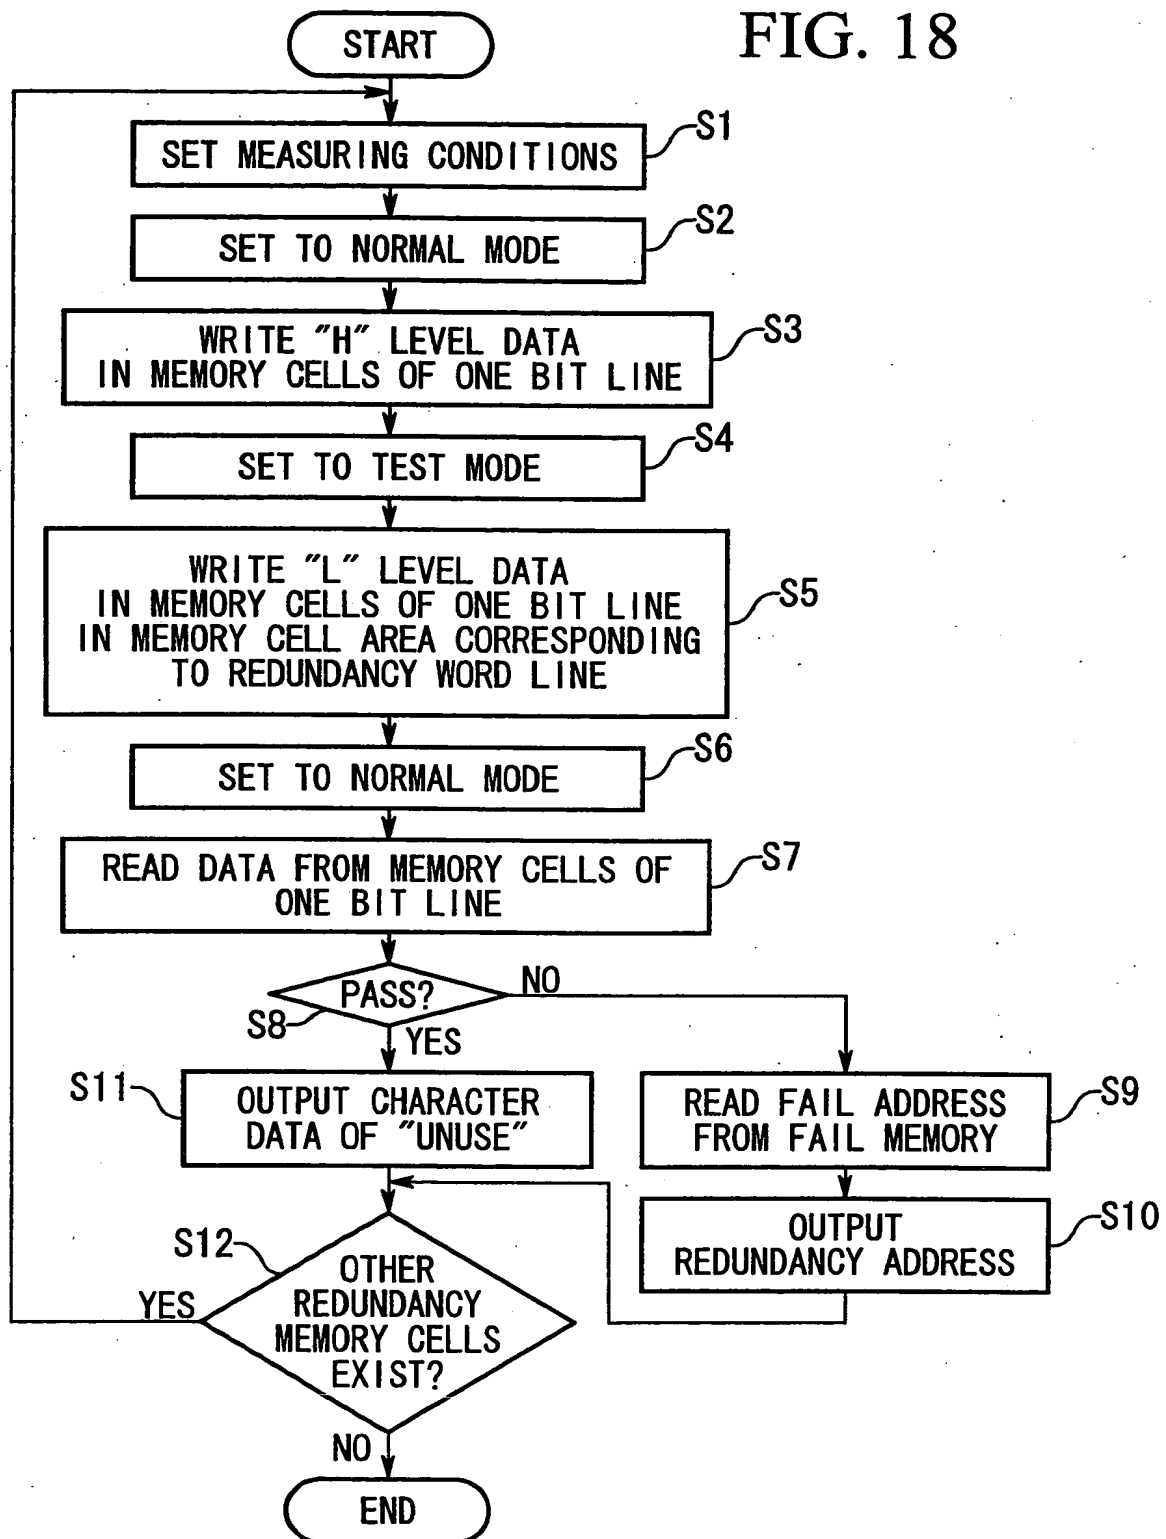 FIG. 18
START
S1
SET MEASURING CONDITIONS
S2
SET TO NORMAL MODE
S3
WRITE "H" LEVEL DATA
IN MEMORY CELLS OF ONE BIT LINE
S4
SET TO TEST MODE
S5
WRITE "L" LEVEL DATA
IN MEMORY CELLS OF ONE BIT LINE
IN MEMORY CELL AREA CORRESPONDING
TO REDUNDANCY WORD LINE
S6
SET TO NORMAL MODE
S7
READ DATA FROM MEMORY CELLS OF
ONE BIT LINE
S8
PASS?
NO
YES
S11
OUTPUT CHARACTER
DATA OF "UNUSE"
S9
READ FAIL ADDRESS
FROM FAIL MEMORY
S10
OUTPUT
REDUNDANCY ADDRESS
S12
OTHER
REDUNDANCY
MEMORY CELLS
EXIST?
YES
NO
END